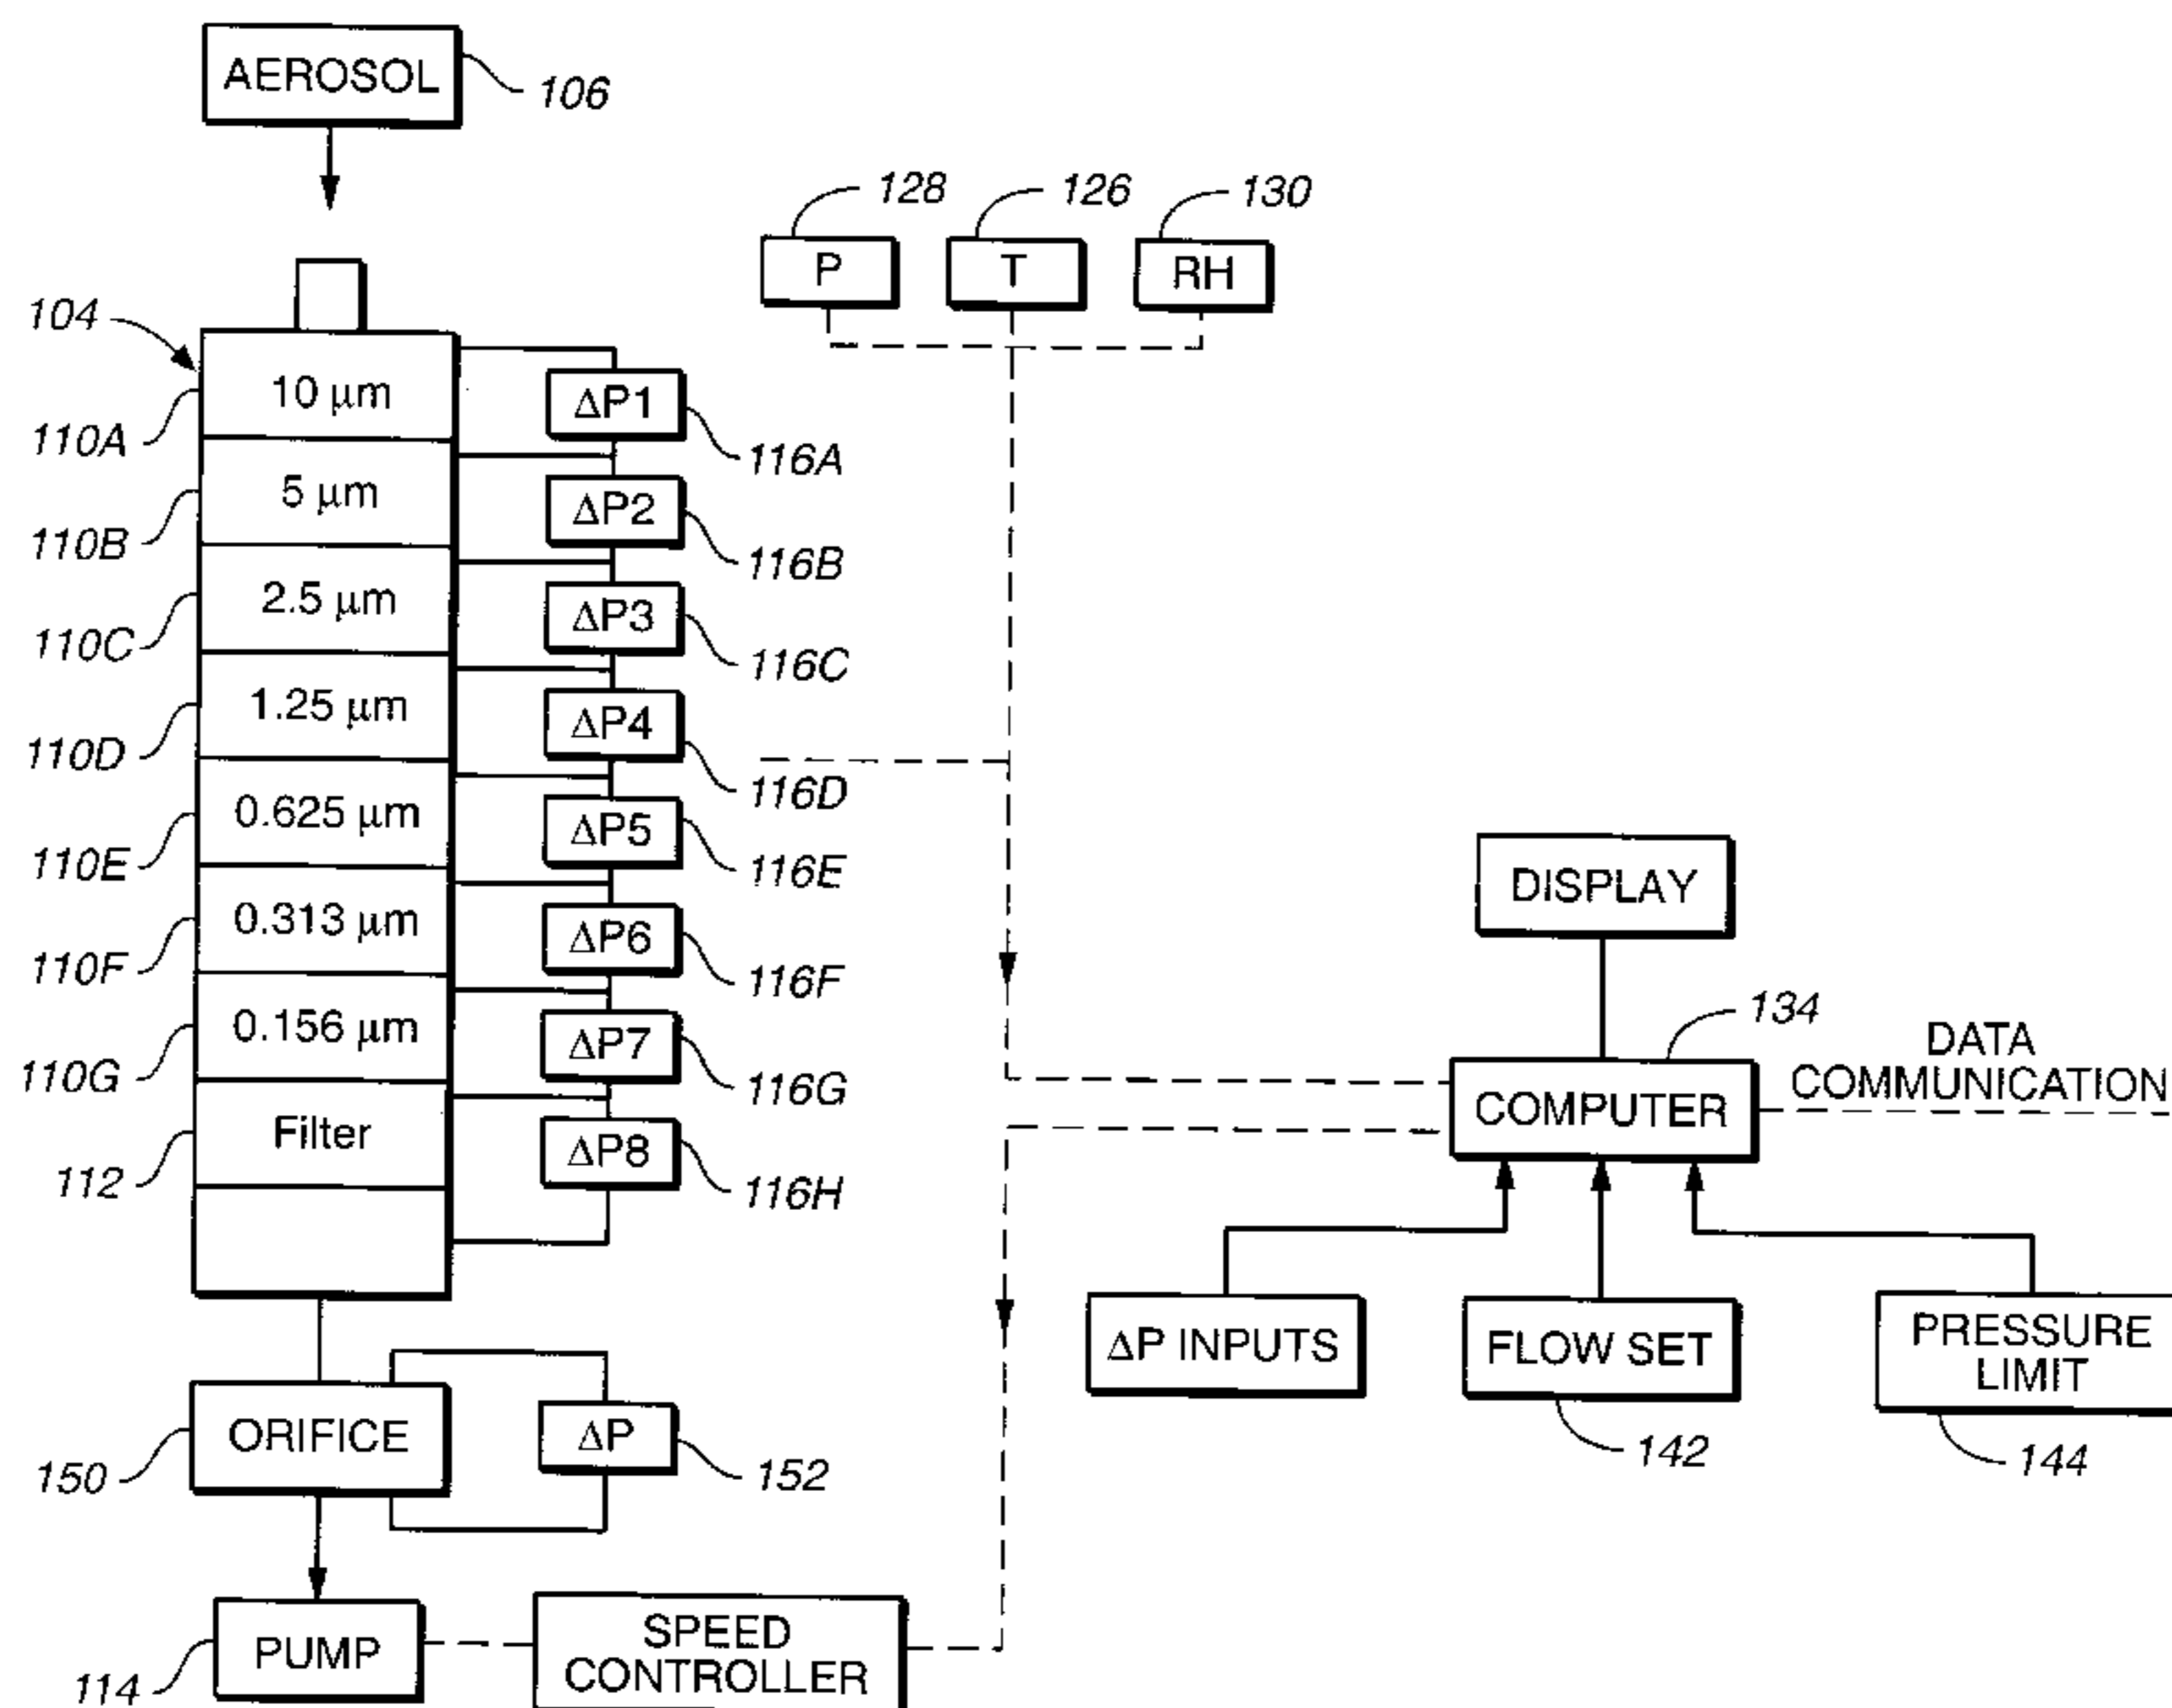 AEROSOL
106
128
126
130
P
T
RH
104
10 µm
ΔP1
110A
116A
5 µm
ΔP2
110B
116B
2.5 µm
ΔP3
110C
116C
1.25 µm
ΔP4
110D
116D
0.625 µm
ΔP5
110E
116E
0.313 µm
ΔP6
110F
116F
0.156 µm
ΔP7
110G
116G
Filter
ΔP8
112
116H
DISPLAY
134
DATA
COMMUNICATION
COMPUTER
ΔP INPUTS
FLOW SET
PRESSURE
LIMIT
142
144
ORIFICE
ΔP
150
152
PUMP
114
SPEED
CONTROLLER